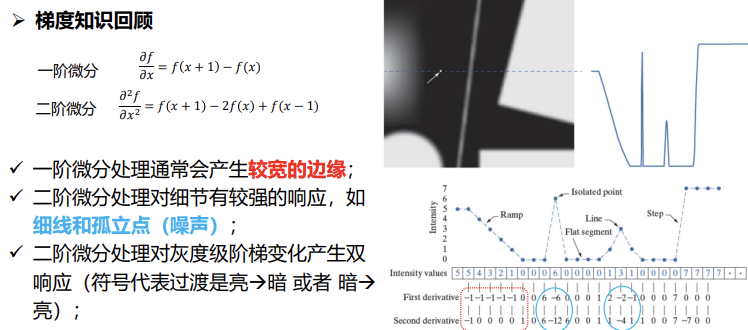 ➢ 梯度知识回顾
一阶微分 ∂f/∂x = f(x + 1) − f(x)
二阶微分 ∂²f/∂x² = f(x + 1) − 2f(x) + f(x − 1)
✓ 一阶微分处理通常会产生较宽的边缘；
✓ 二阶微分处理对细节有较强的响应，如
细线和孤立点（噪声）；
✓ 二阶微分处理对灰度级阶梯变化产生双
响应（符号代表过渡是亮→暗 或者 暗→
亮）；
Intensity
7
6
5
4
3
2
1
0
Ramp
Isolated point
Line
Flat segment
Step
Intensity values 5 5 4 3 2 1 0 0 0 6 0 0 0 0 1 3 1 0 0 0 0 7 7 7 7 · ·
First derivative −1 −1 −1 −1 −1 0 0 6 −6 0 0 0 1 2 −2 −1 0 0 0 7 0 0 0
Second derivative −1 0 0 0 0 1 0 6 −12 6 0 0 1 1 −4 1 1 0 0 7 −7 0 0